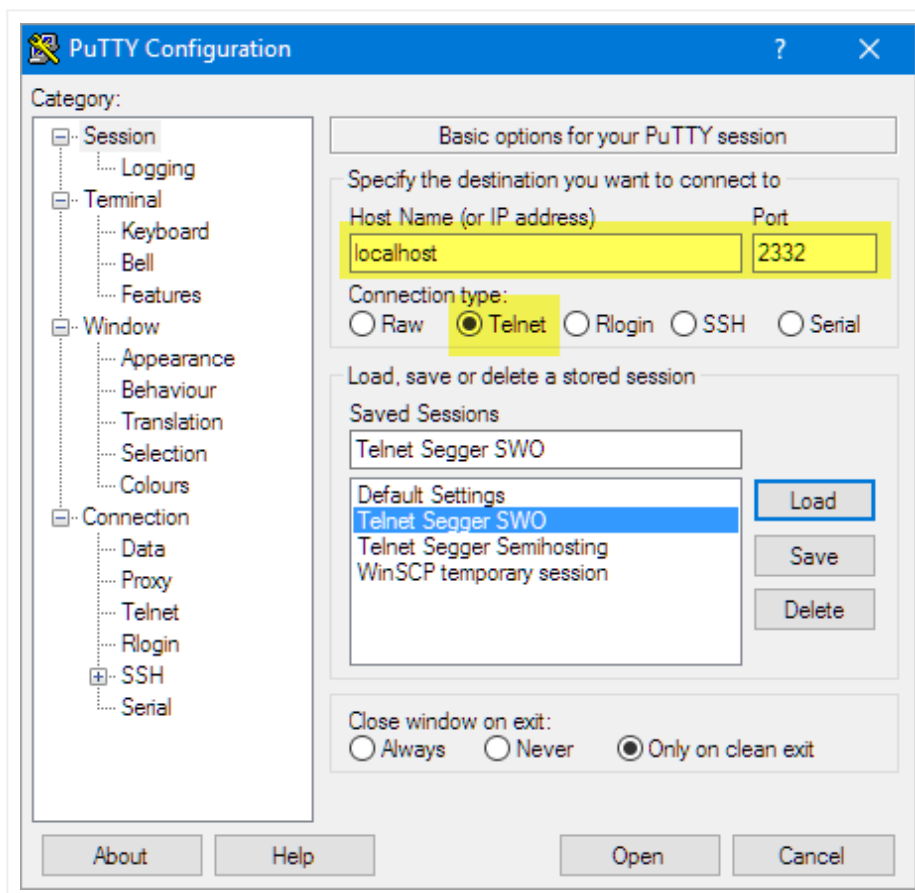 PuTTY Configuration
?
Category:
Session
Logging
Terminal
Keyboard
Bell
Features
Window
Appearance
Behaviour
Translation
Selection
Colours
Connection
Data
Proxy
Telnet
Rlogin
SSH
Serial
Basic options for your PuTTY session
Specify the destination you want to connect to
Host Name (or IP address) Port
localhost 2332
Connection type:
Raw Telnet Rlogin SSH Serial
Load, save or delete a stored session
Saved Sessions
Telnet Segger SWO
Default Settings
Telnet Segger SWO
Telnet Segger Semihosting
WinSCP temporary session
Load
Save
Delete
Close window on exit:
Always Never Only on clean exit
About Help Open Cancel